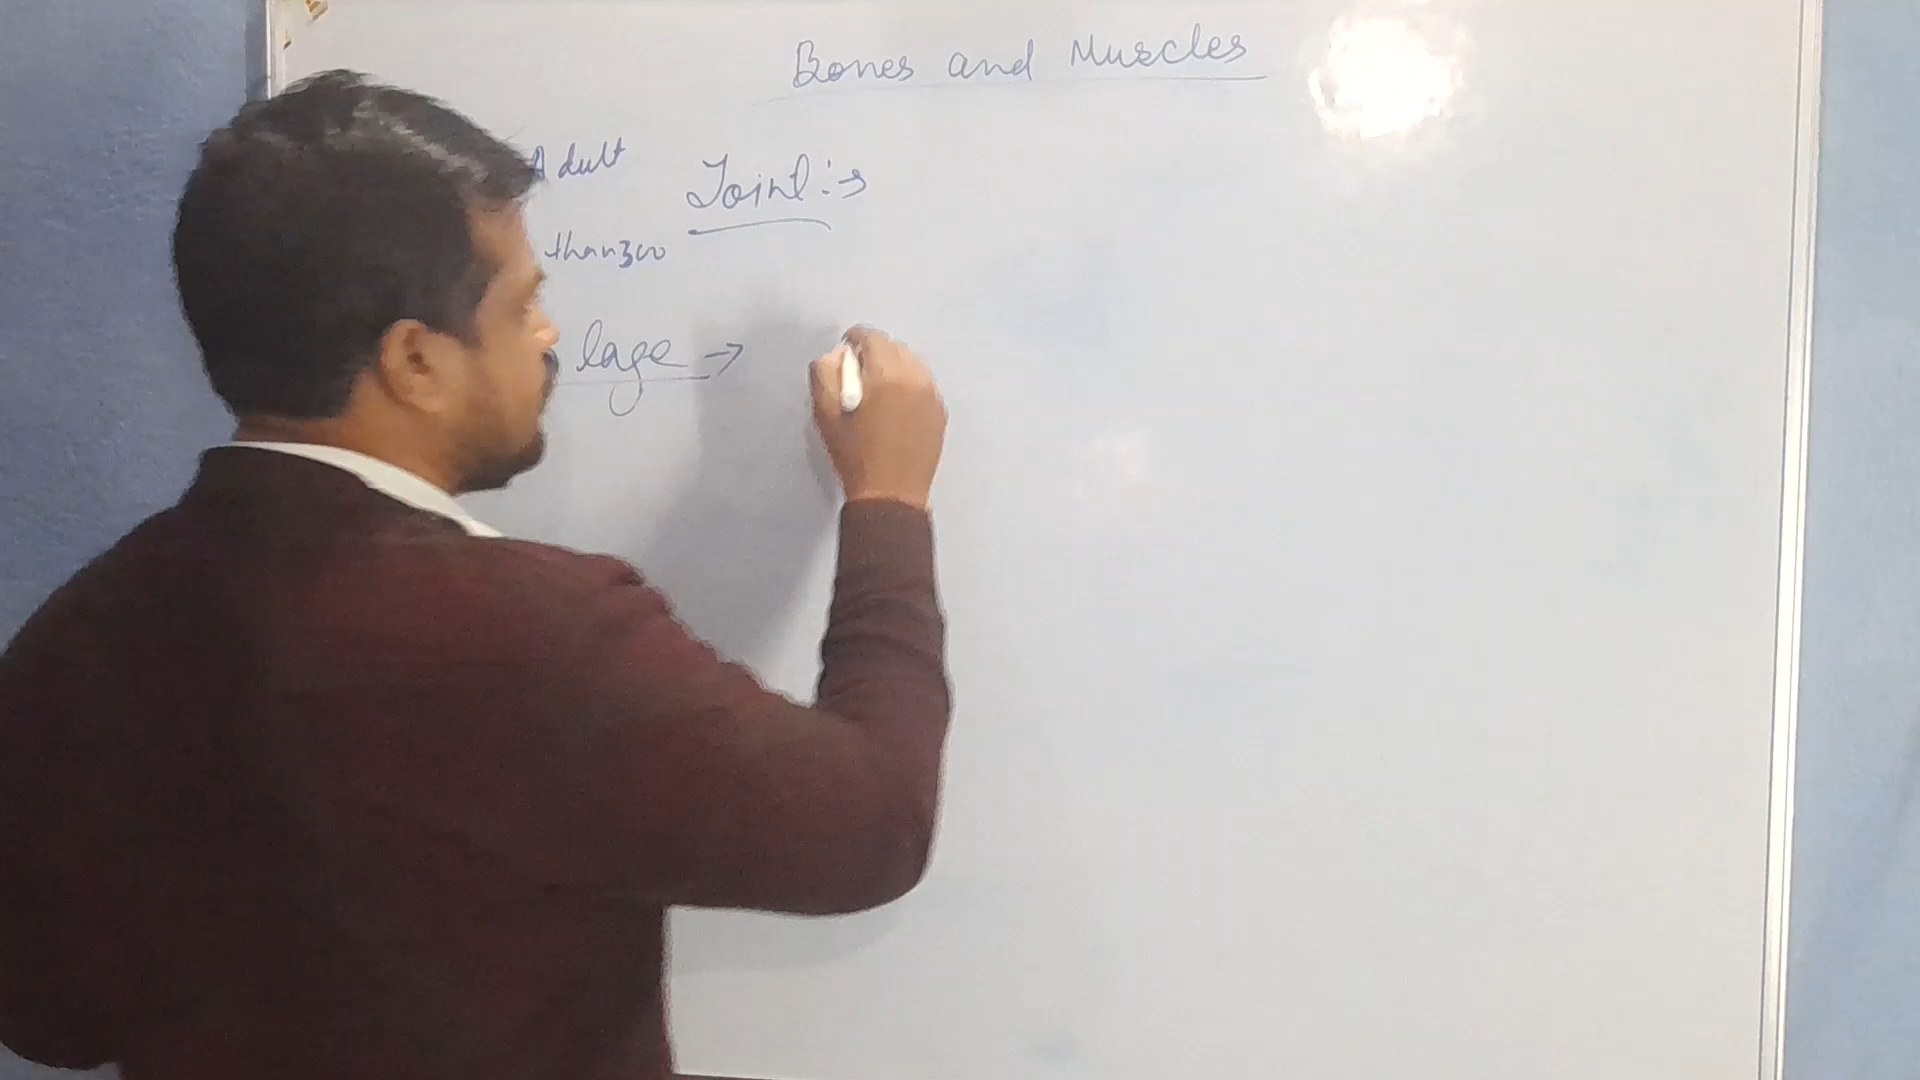 Bones and Muscles
Adult
Joint :→
than 300
lage →